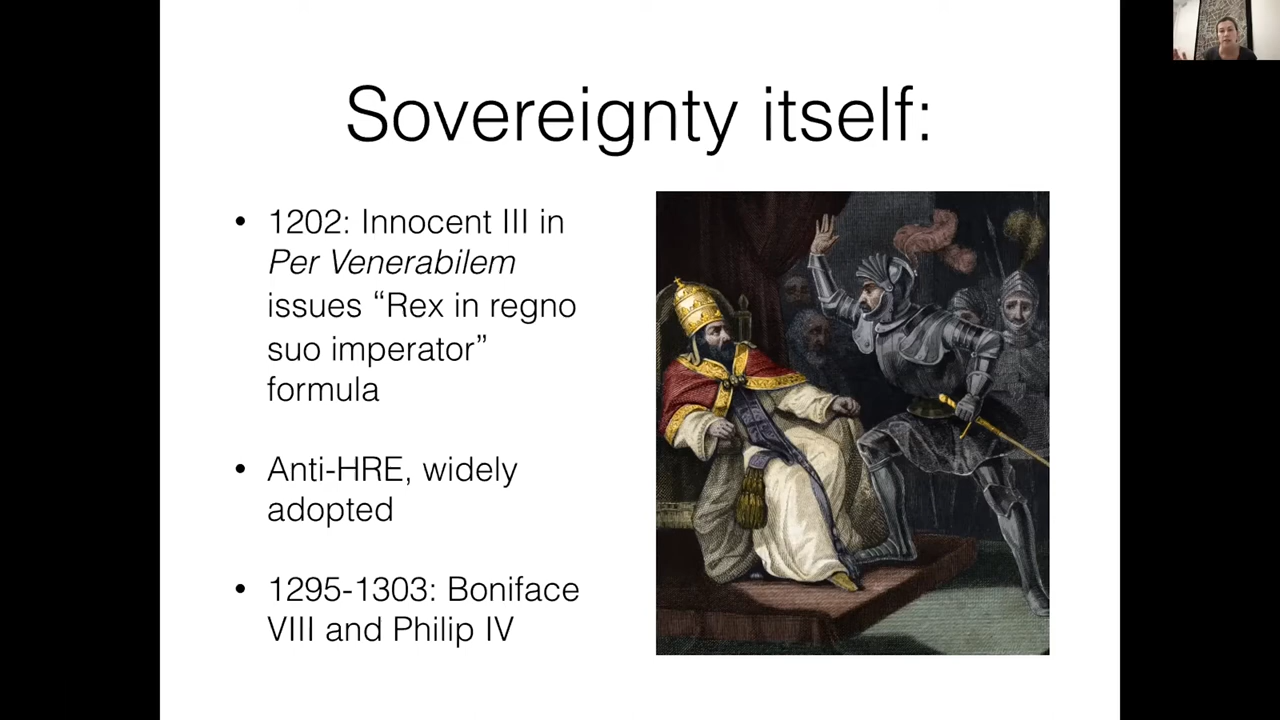 Sovereignty itself:
• 1202: Innocent III in
Per Venerabilem
issues “Rex in regno
suo imperator”
formula
• Anti-HRE, widely
adopted
• 1295-1303: Boniface
VIII and Philip IV